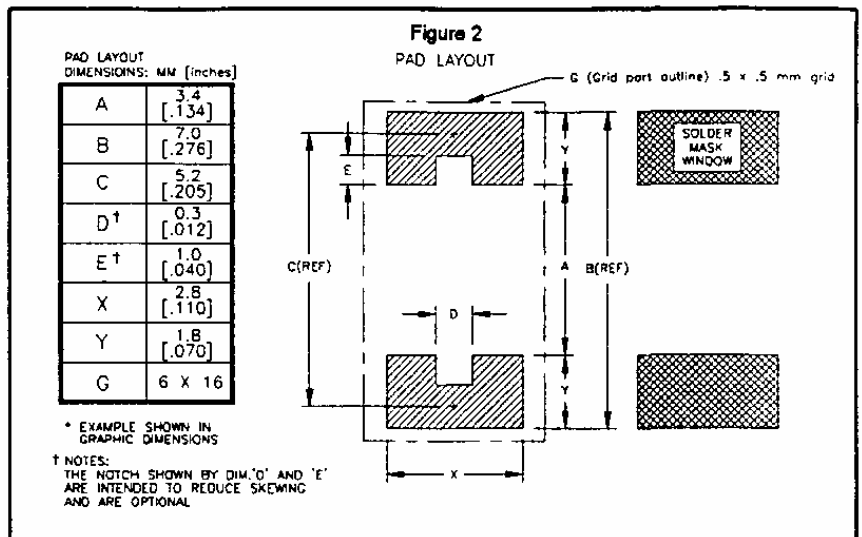 Figure 2
PAD LAYOUT
DIMENSIOINS: MM [inches]
A 3.4 [.134]
B 7.0 [.276]
C 5.2 [.205]
D† 0.3 [.012]
E† 1.0 [.040]
X 2.8 [.110]
Y 1.8 [.070]
G 6 X 16
* EXAMPLE SHOWN IN
GRAPHIC DIMENSIONS
† NOTES:
THE NOTCH SHOWN BY DIM.'D' AND 'E'
ARE INTENDED TO REDUCE SKEWING
AND ARE OPTIONAL
PAD LAYOUT
G (Grid part outline) .5 x .5 mm grid
Y
E
C(REF)
A
B(REF)
D
Y
X
SOLDER
MASK
WINDOW